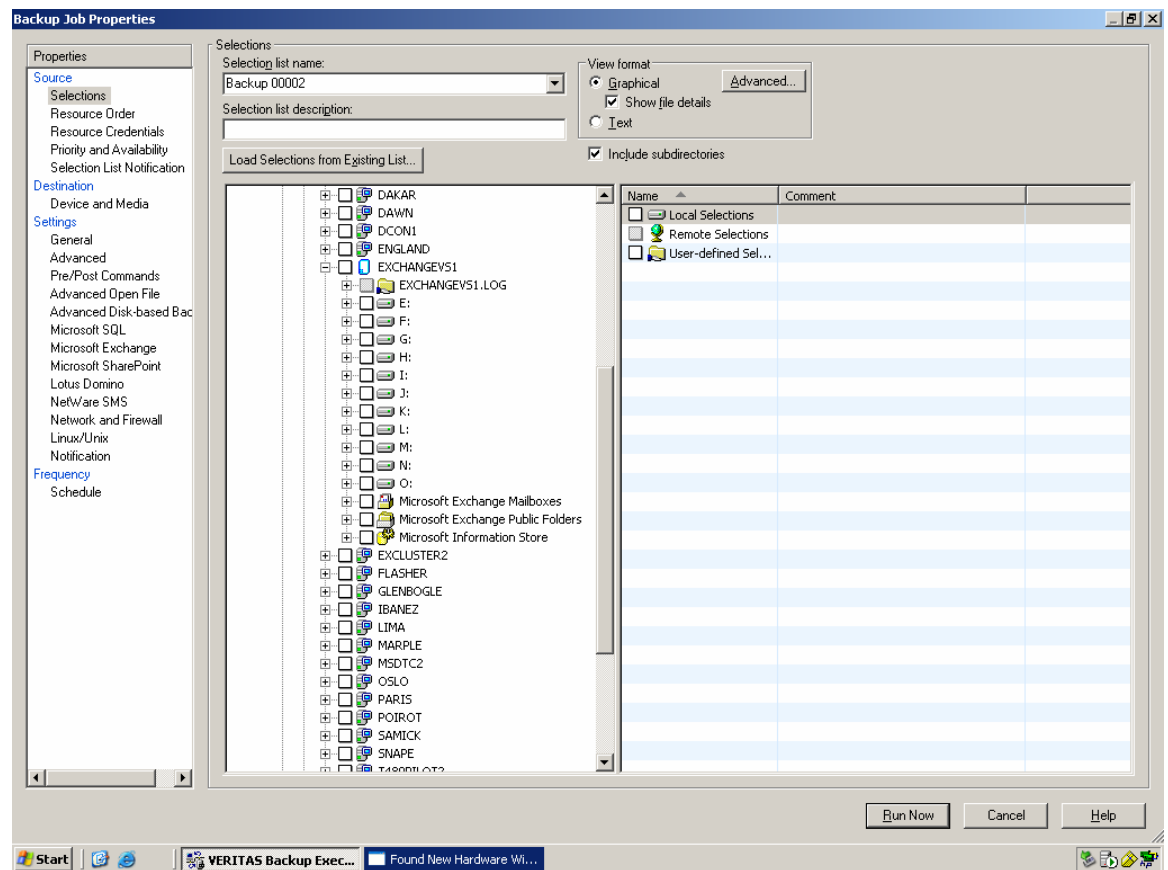 Backup Job Properties
Properties
Source
Selections
Resource Order
Resource Credentials
Priority and Availability
Selection List Notification
Destination
Device and Media
Settings
General
Advanced
Pre/Post Commands
Advanced Open File
Advanced Disk-based Bac
Microsoft SQL
Microsoft Exchange
Microsoft SharePoint
Lotus Domino
NetWare SMS
Network and Firewall
Linux/Unix
Notification
Frequency
Schedule
Selections
Selection list name:
Backup 00002
Selection list description:
Load Selections from Existing List...
View format
Graphical
Advanced...
Show file details
Text
Include subdirectories
DAKAR
DAWN
DCON1
ENGLAND
EXCHANGEVS1
EXCHANGEVS1.LOG
E:
F:
G:
H:
I:
J:
K:
L:
M:
N:
O:
Microsoft Exchange Mailboxes
Microsoft Exchange Public Folders
Microsoft Information Store
EXCLUSTER2
FLASHER
GLENBOGLE
IBANEZ
LIMA
MARPLE
MSDTC2
OSLO
PARIS
POIROT
SAMICK
SNAPE
Name Comment
Local Selections
Remote Selections
User-defined Sel...
Run Now Cancel Help
Start VERITAS Backup Exec... Found New Hardware Wi...